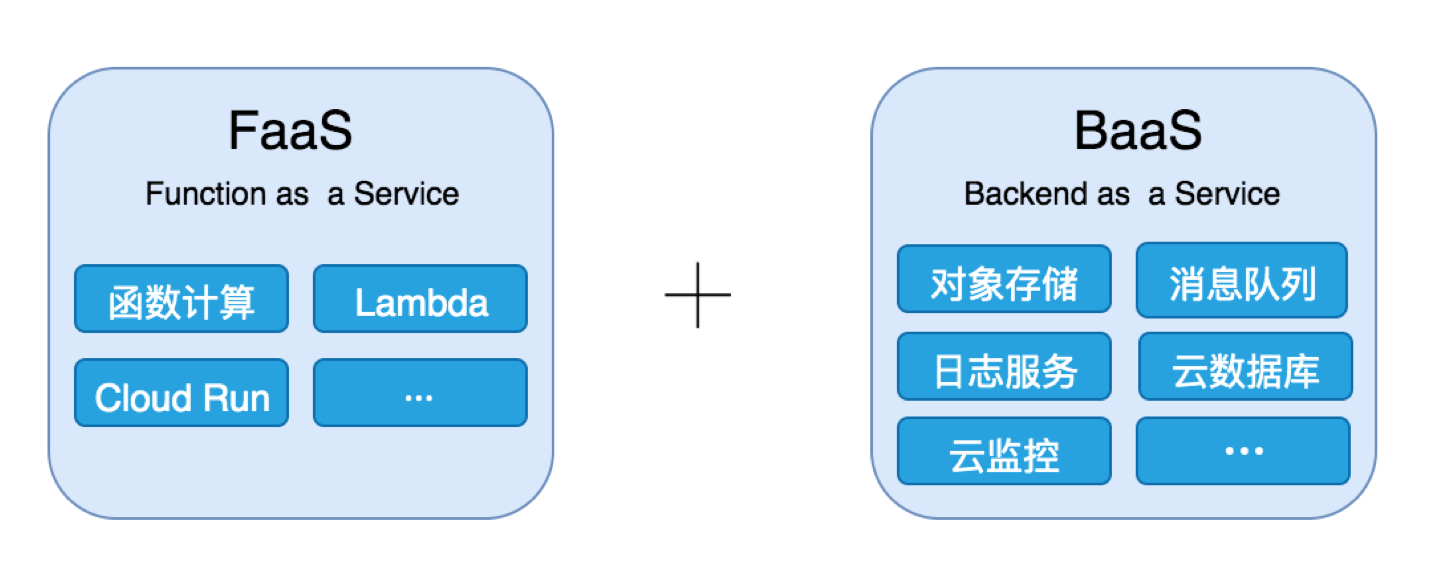 FaaS
Function as a Service
函数计算
Lambda
Cloud Run
...
+
BaaS
Backend as a Service
对象存储
消息队列
日志服务
云数据库
云监控
...